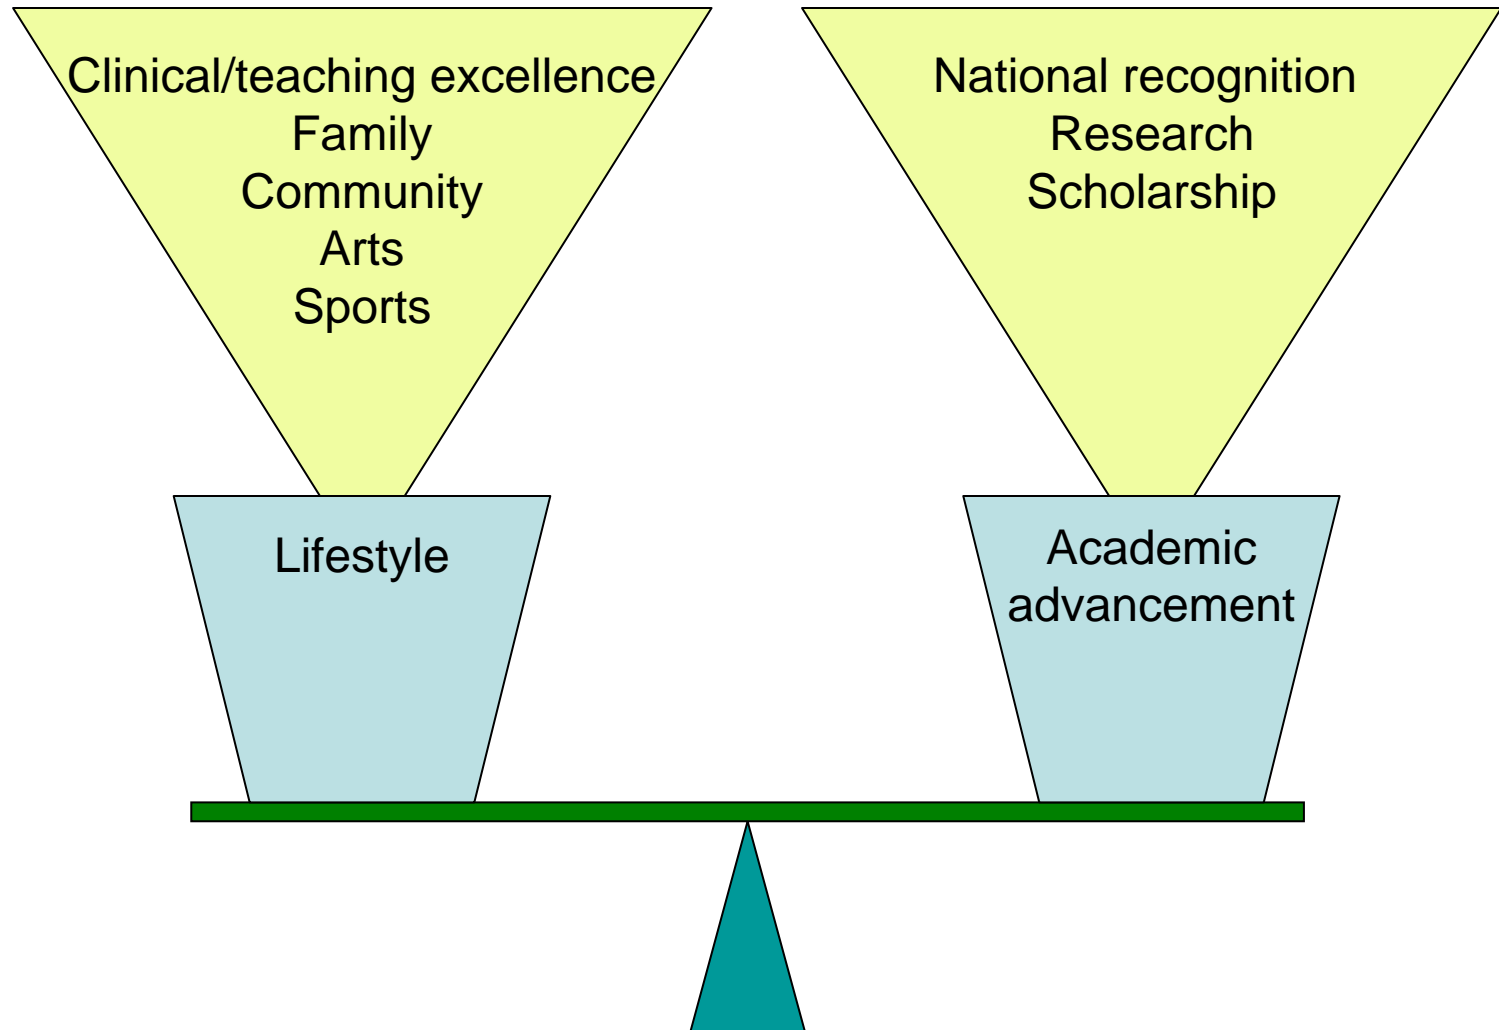 Clinical/teaching excellence
Family
Community
Arts
Sports
National recognition
Research
Scholarship
Lifestyle
Academic
advancement